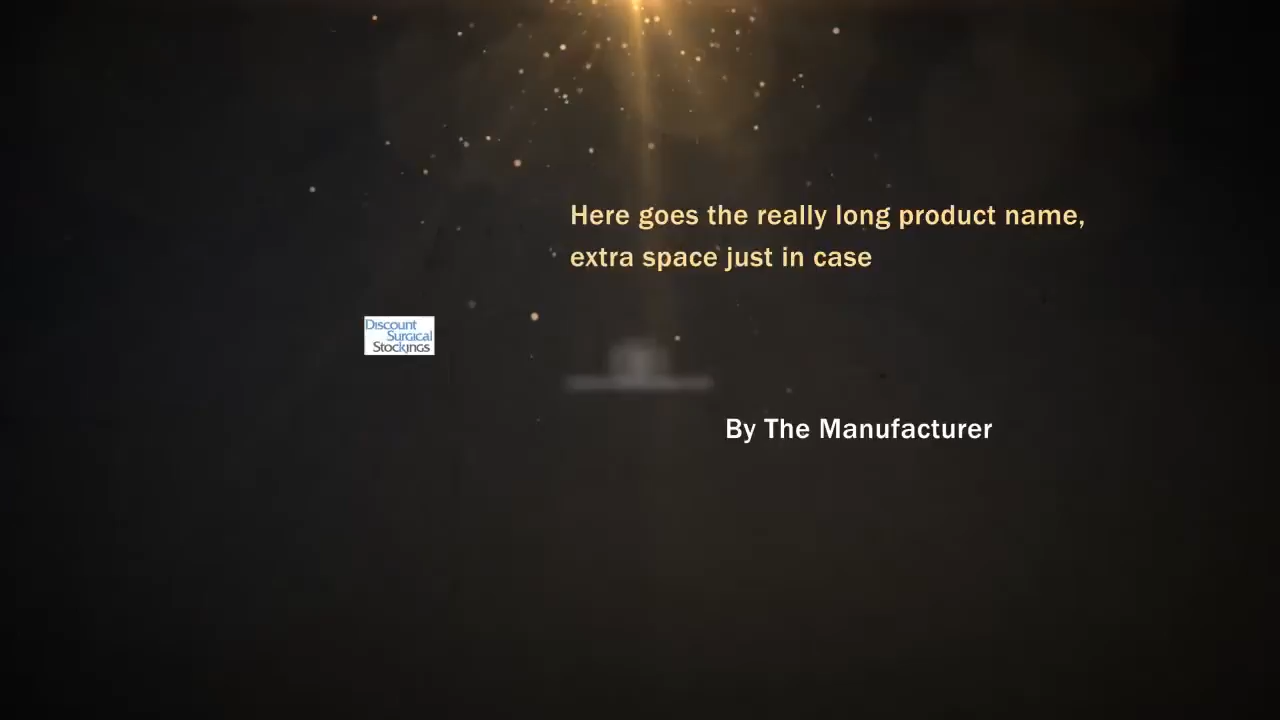 Here goes the really long product name,
extra space just in case
Discount
Surgical
Stockings
By The Manufacturer